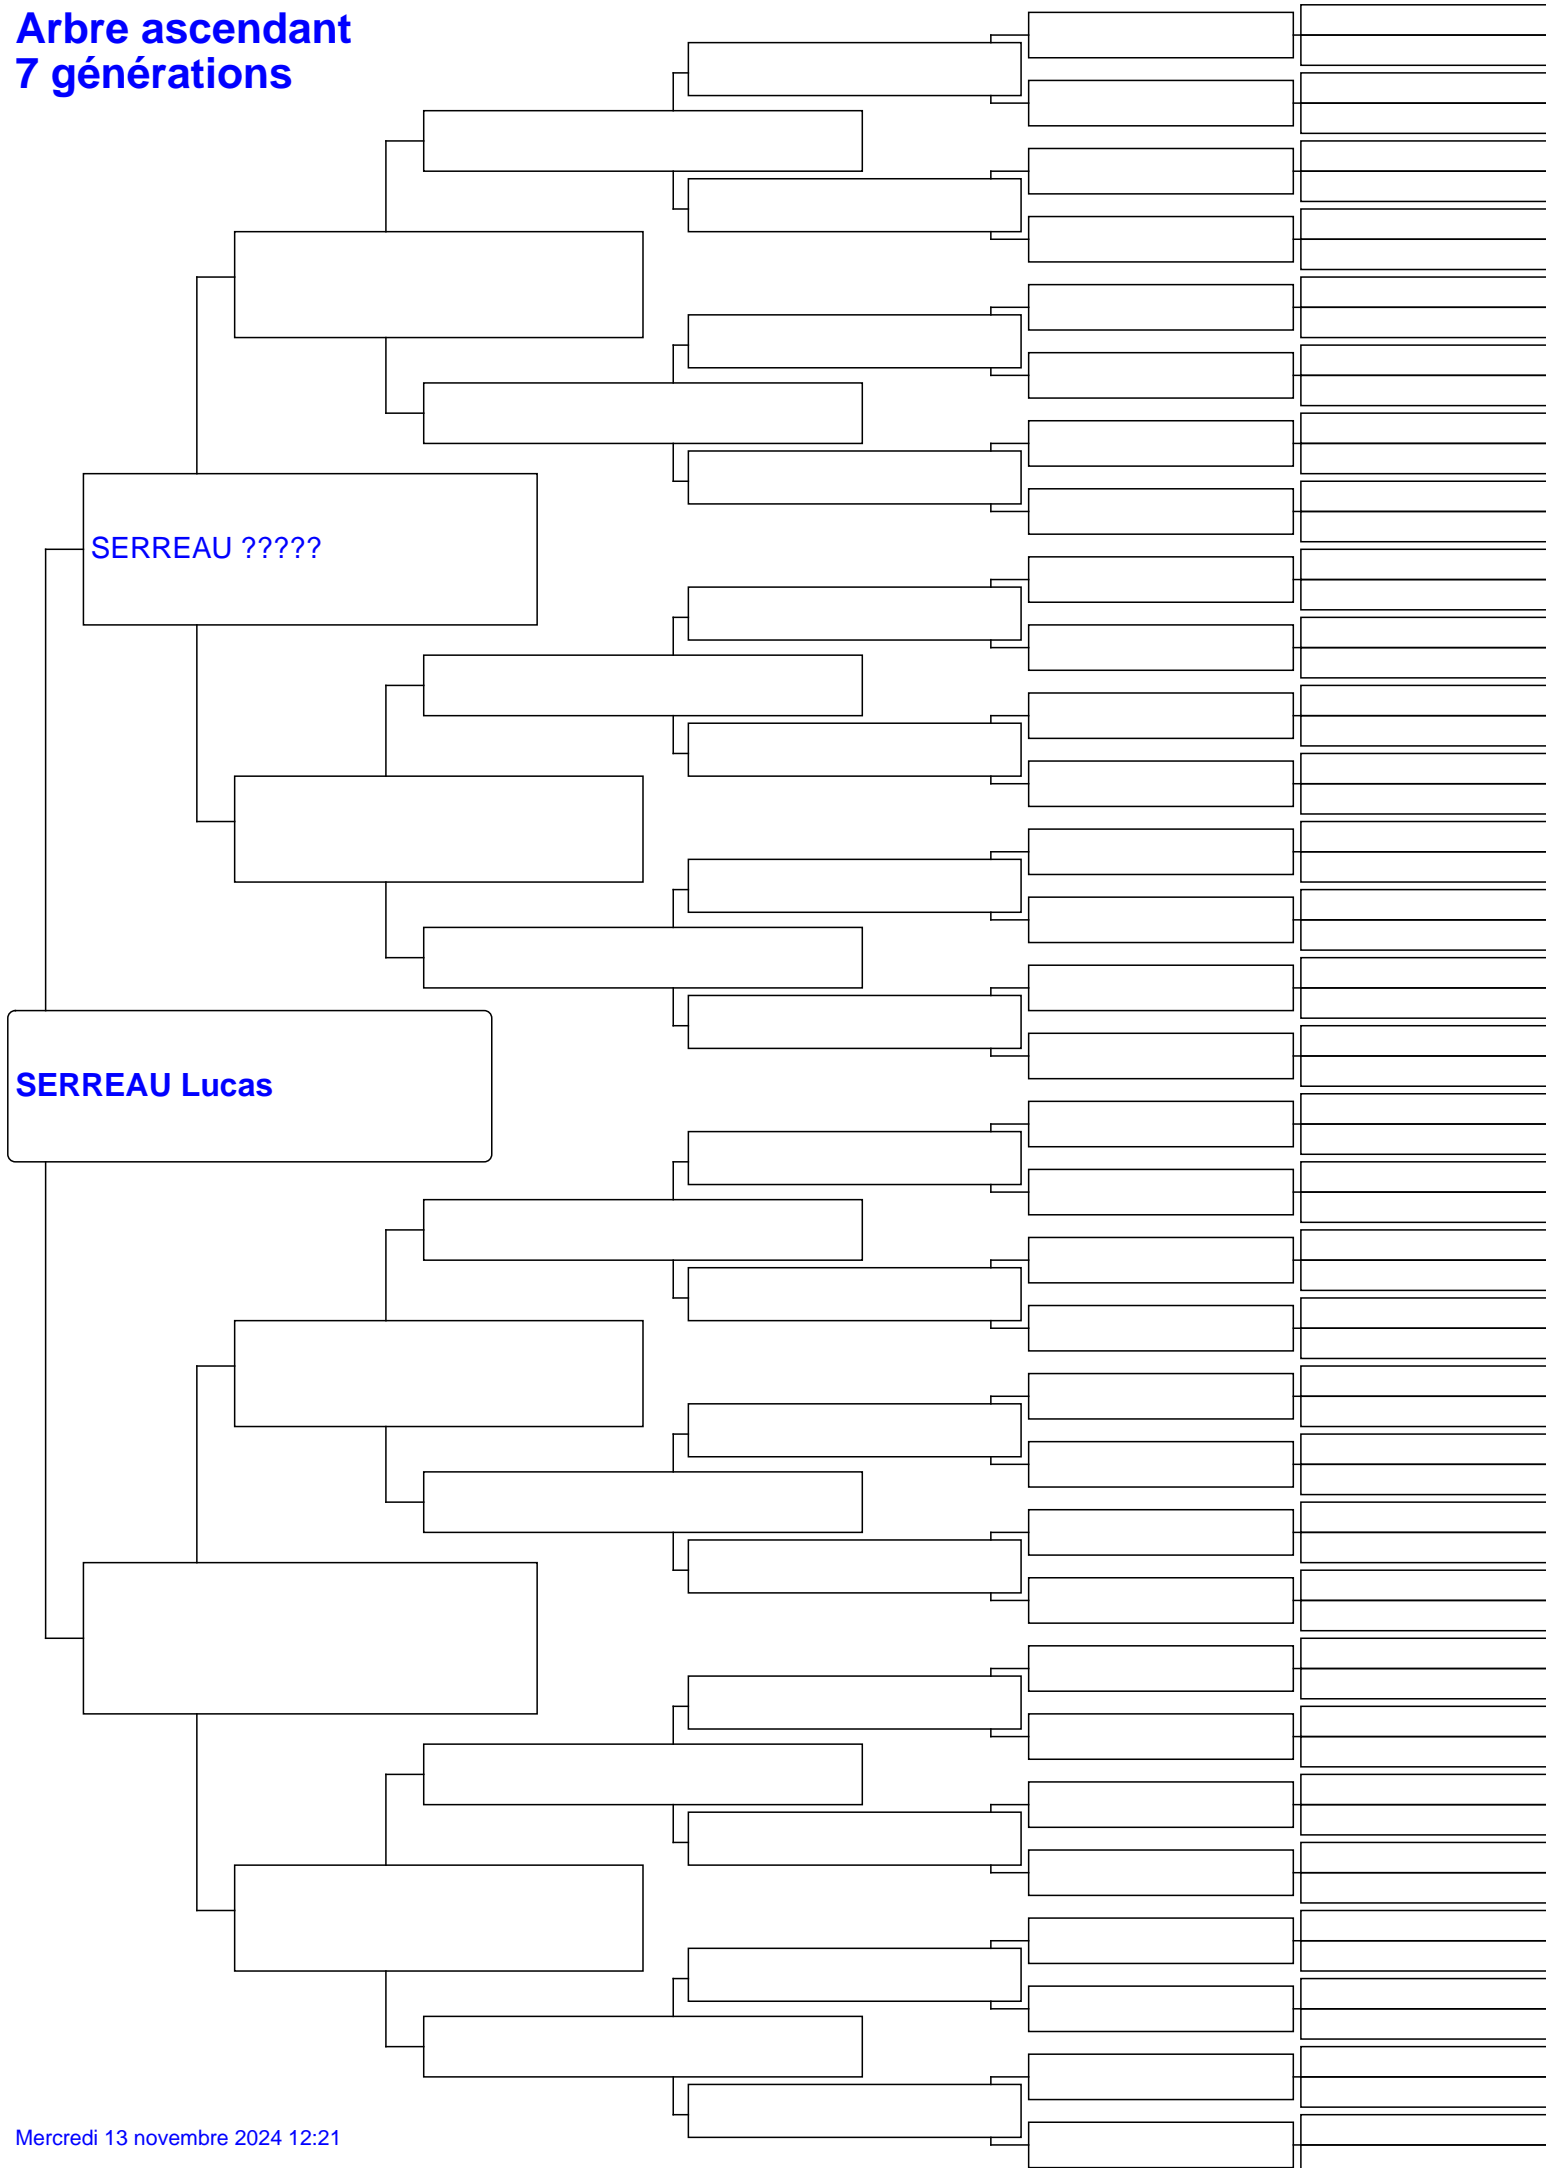 Arbre ascendant
7 générations
SERREAU ?????
SERREAU Lucas
Mercredi 13 novembre 2024 12:21